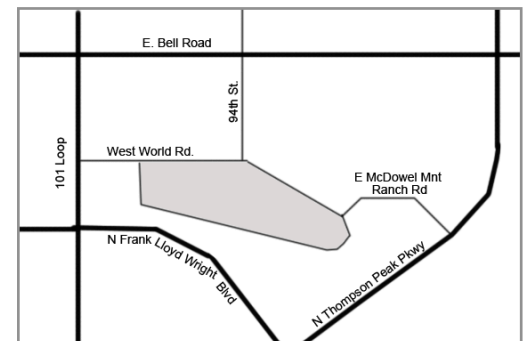 E. Bell Road
94th St.
101 Loop
West World Rd.
E McDowel Mnt
Ranch Rd
N Frank Lloyd Wright Blvd
N Thompson Peak Pkwy